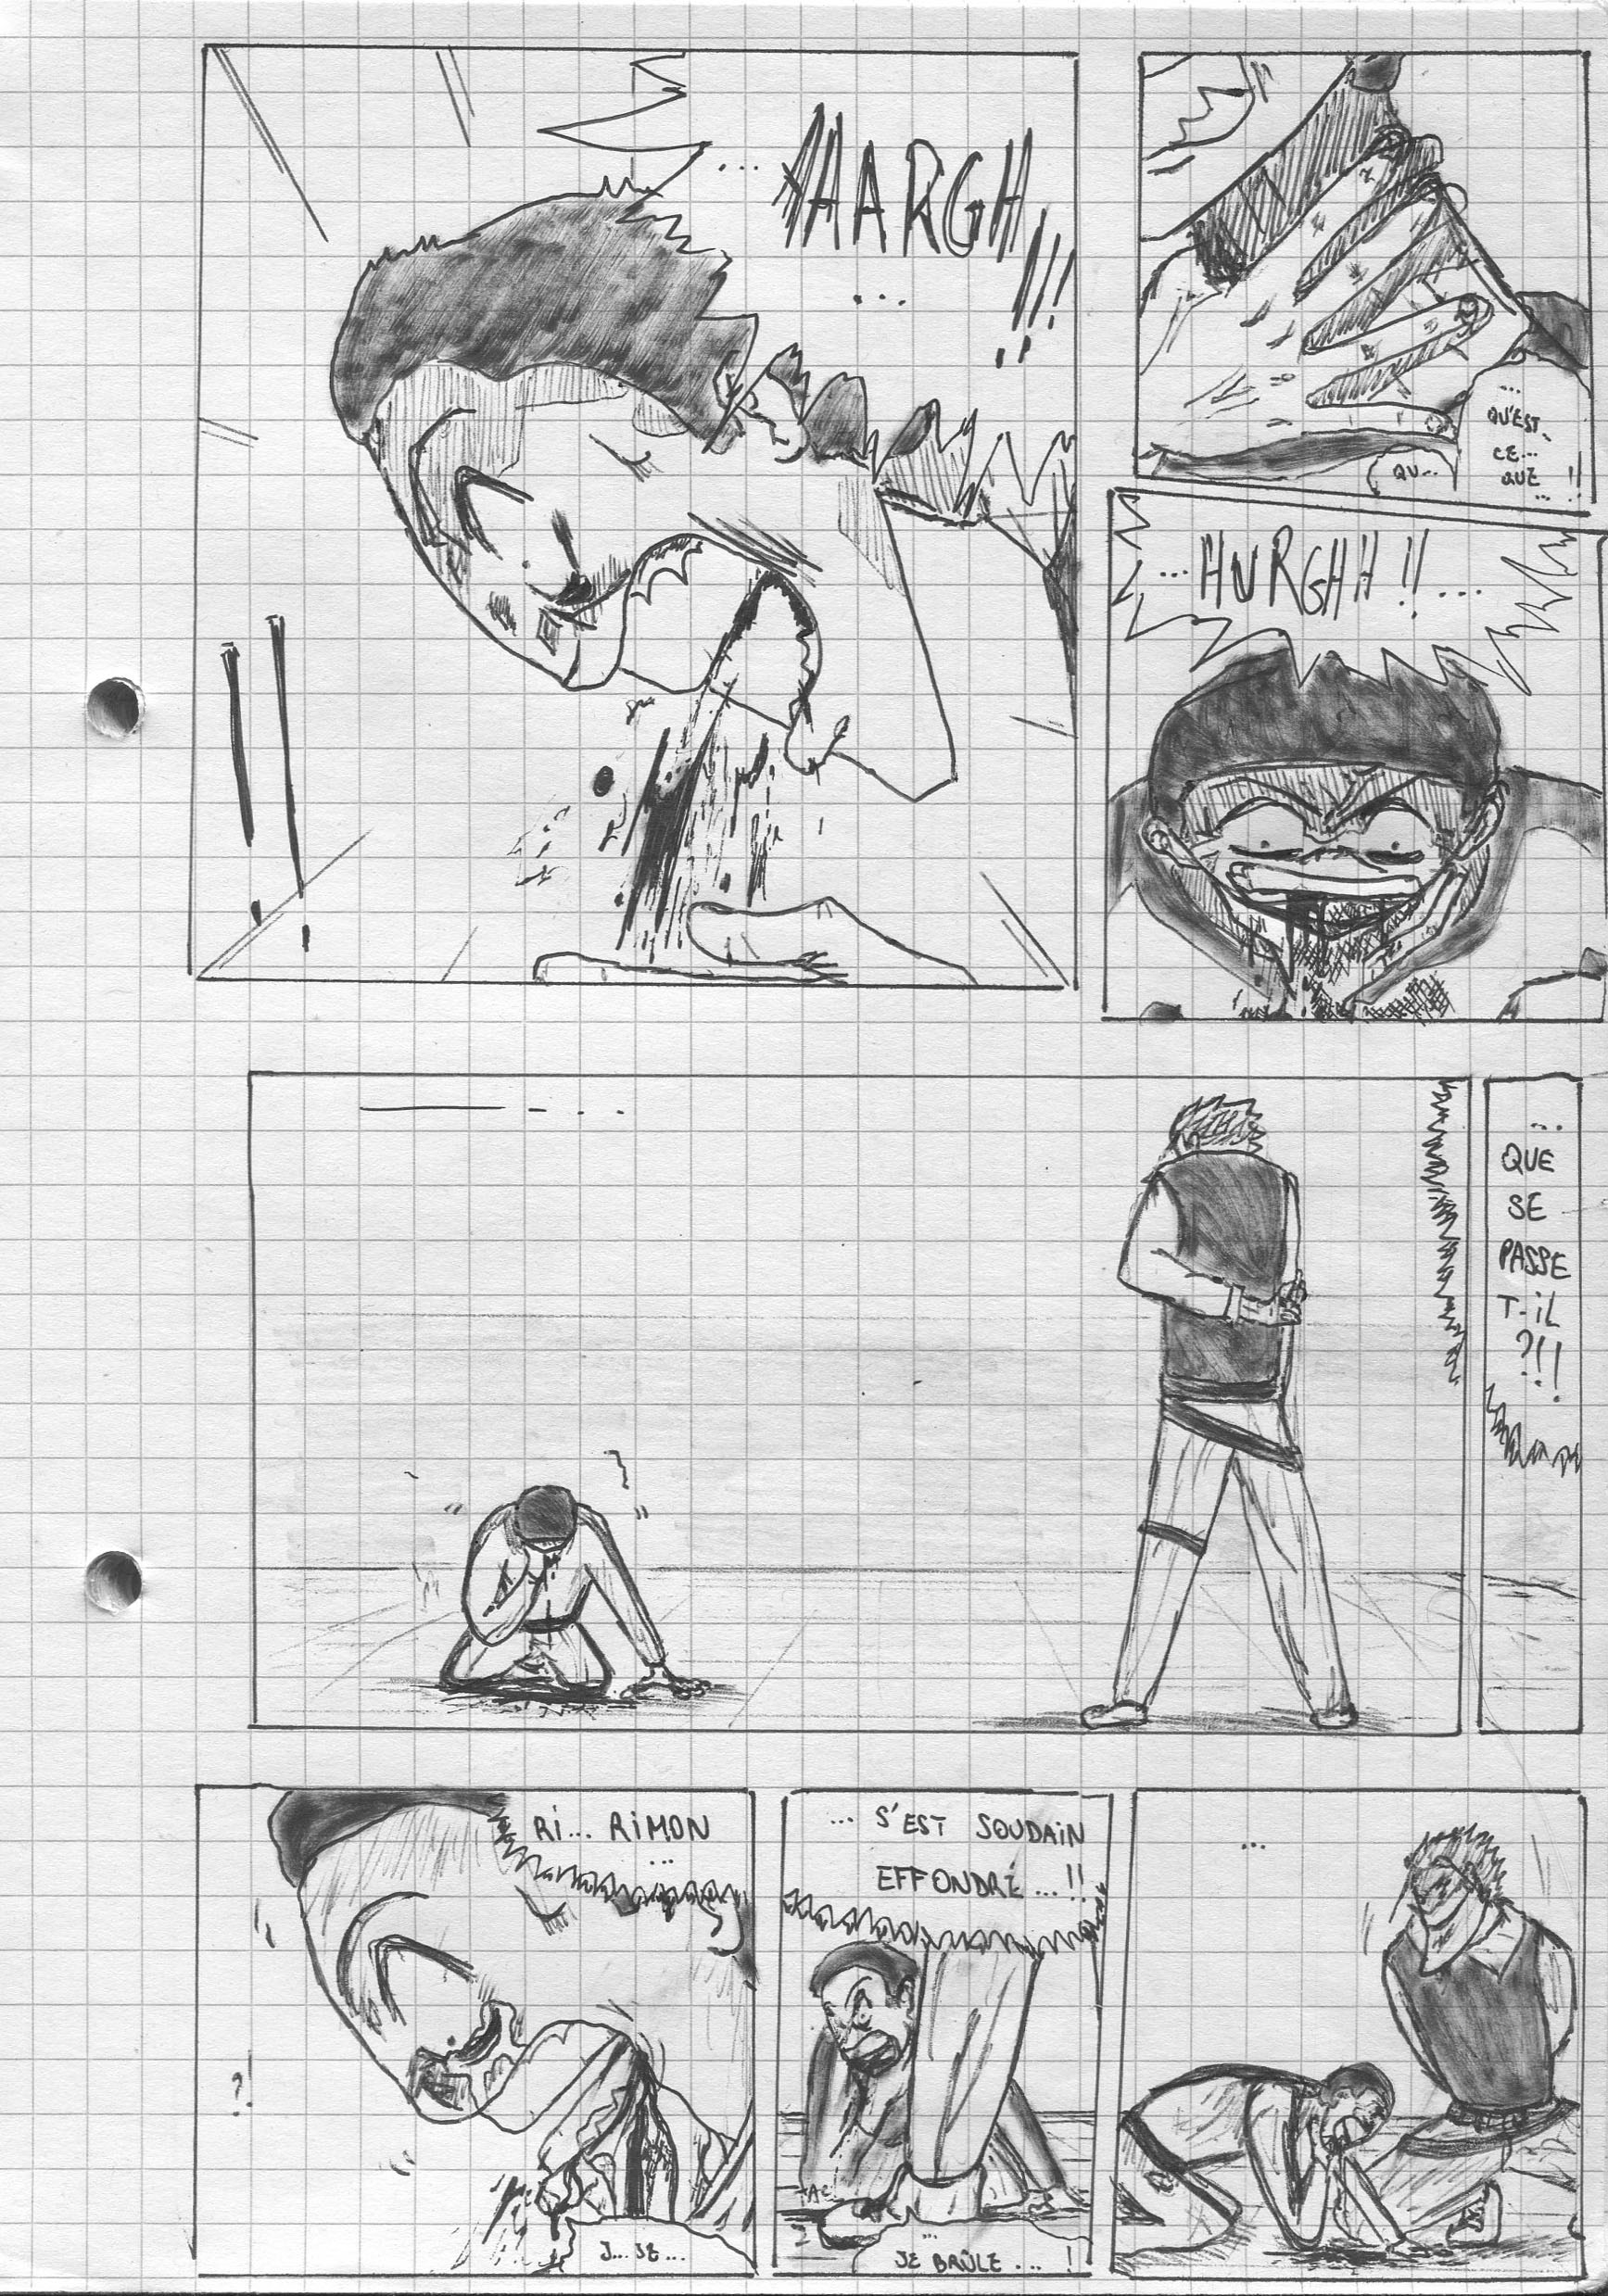 ... AAARGH !!!
...
QU...
...
QU'EST-
CE...
QUE
... !!
...HURGHH !!...
...
QUE
SE
PASSE
T-iL
?!!
Ri... RiMON
...
?!
J... JE...
... S'EST SOUDAiN
EFFONDRÉ ... !!
TAC
...
JE BRÛLE ... !
...